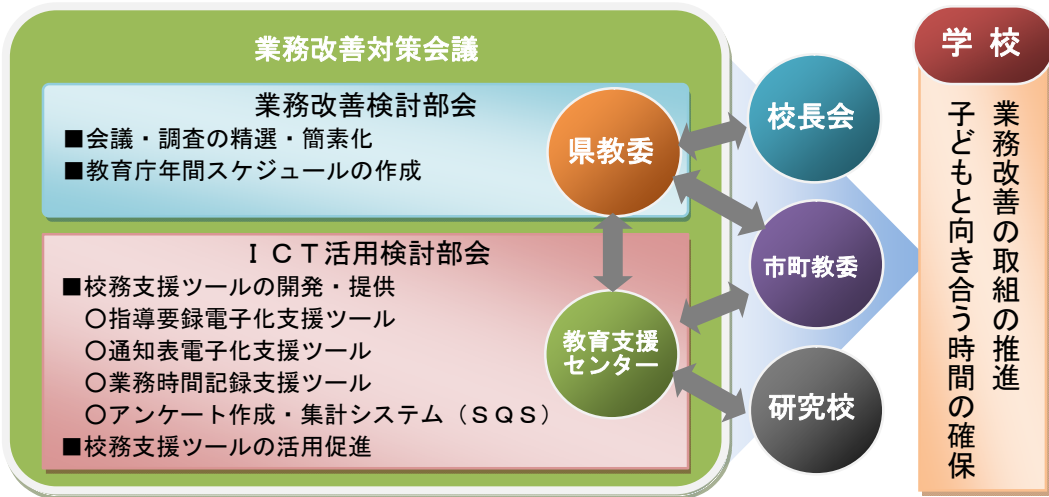 業務改善対策会議
業務改善検討部会
■会議・調査の精選・簡素化
■教育庁年間スケジュールの作成
県教委
ＩＣＴ活用検討部会
■校務支援ツールの開発・提供
○指導要録電子化支援ツール
○通知表電子化支援ツール
○業務時間記録支援ツール
○アンケート作成・集計システム（ＳＱＳ）
■校務支援ツールの活用促進
教育支援
センター
校長会
市町教委
研究校
学校
業務改善の取組の推進
子どもと向き合う時間の確保